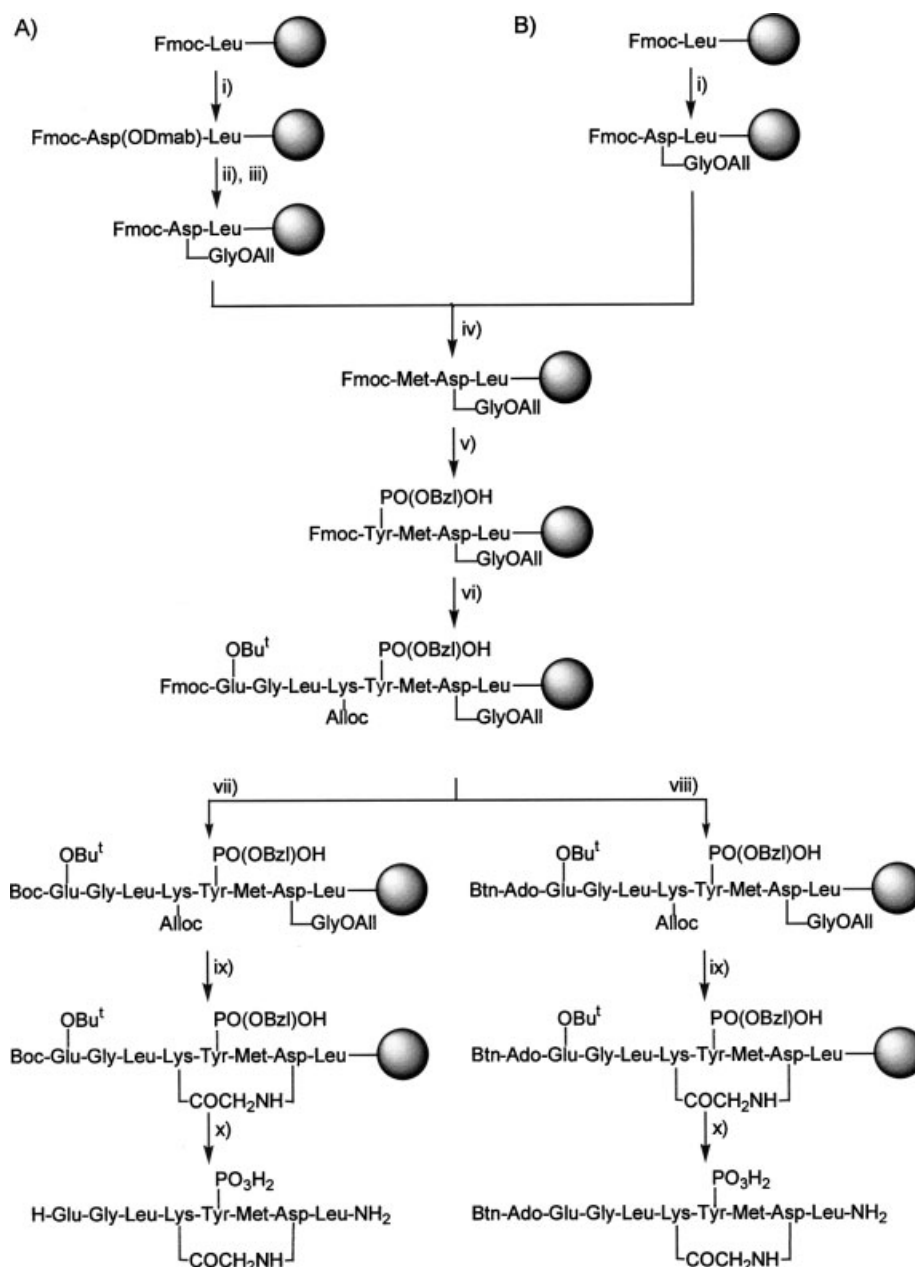 A)
B)
Fmoc-Leu
Fmoc-Leu
i)
i)
Fmoc-Asp(ODmab)-Leu
Fmoc-Asp-Leu
GlyOAll
ii), iii)
Fmoc-Asp-Leu
GlyOAll
iv)
Fmoc-Met-Asp-Leu
GlyOAll
v)
PO(OBzl)OH
Fmoc-Tyr-Met-Asp-Leu
GlyOAll
vi)
OBuᵗ PO(OBzl)OH
Fmoc-Glu-Gly-Leu-Lys-Tyr-Met-Asp-Leu
Alloc GlyOAll
vii) viii)
OBuᵗ PO(OBzl)OH
Boc-Glu-Gly-Leu-Lys-Tyr-Met-Asp-Leu
Alloc GlyOAll
OBuᵗ PO(OBzl)OH
Btn-Ado-Glu-Gly-Leu-Lys-Tyr-Met-Asp-Leu
Alloc GlyOAll
ix) ix)
OBuᵗ PO(OBzl)OH
Boc-Glu-Gly-Leu-Lys-Tyr-Met-Asp-Leu
COCH₂NH
OBuᵗ PO(OBzl)OH
Btn-Ado-Glu-Gly-Leu-Lys-Tyr-Met-Asp-Leu
COCH₂NH
x) x)
PO₃H₂
H-Glu-Gly-Leu-Lys-Tyr-Met-Asp-Leu-NH₂
COCH₂NH
PO₃H₂
Btn-Ado-Glu-Gly-Leu-Lys-Tyr-Met-Asp-Leu-NH₂
COCH₂NH